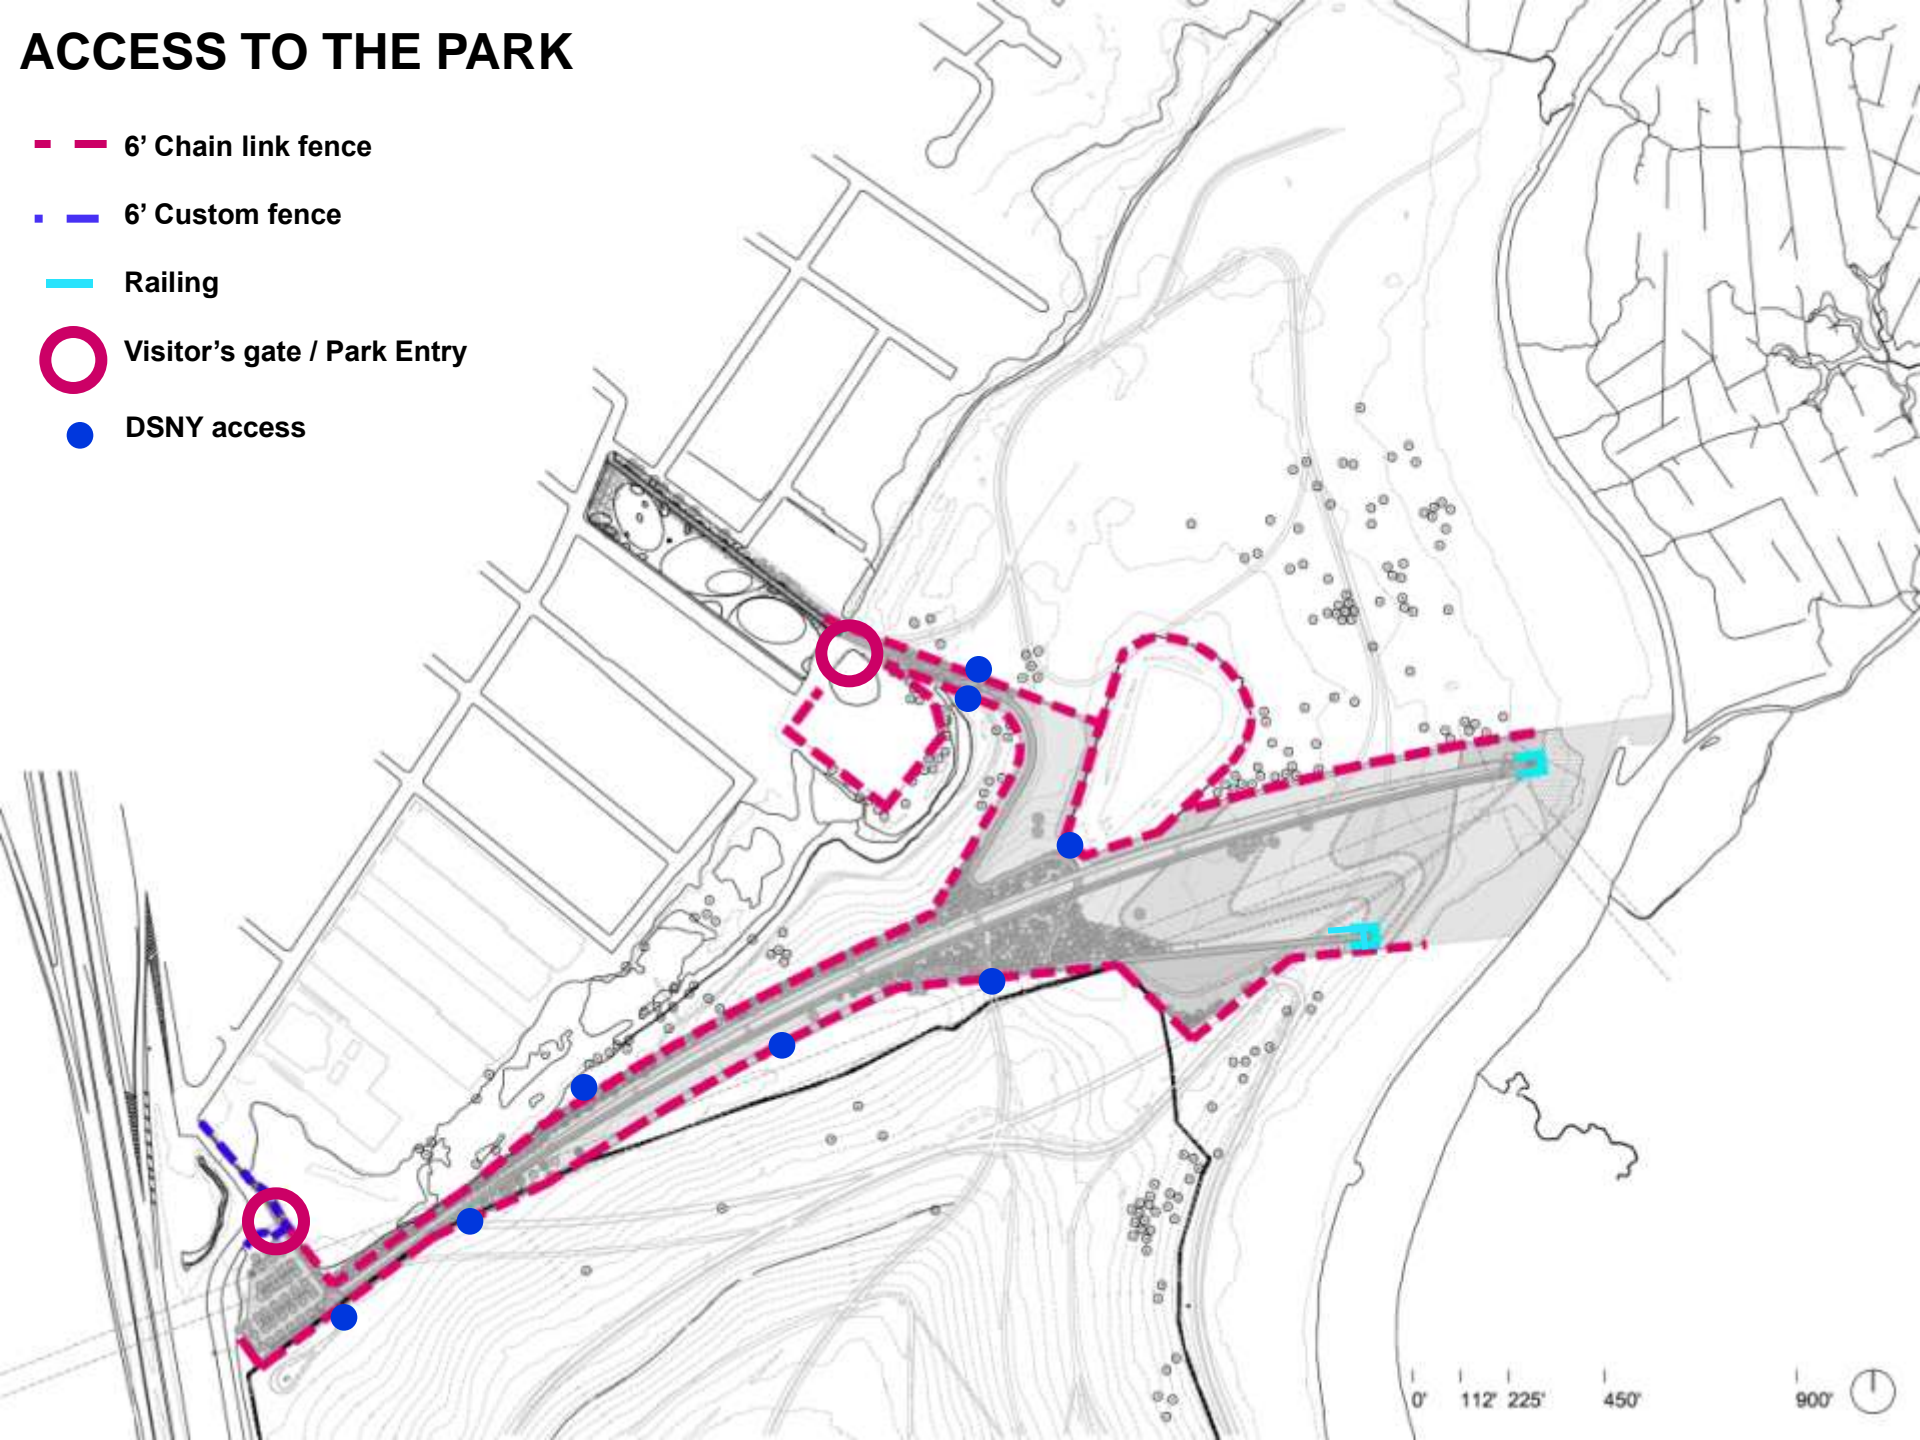 ACCESS TO THE PARK
6’ Chain link fence
6’ Custom fence
Railing
Visitor’s gate / Park Entry
DSNY access
0' 112' 225' 450' 900'